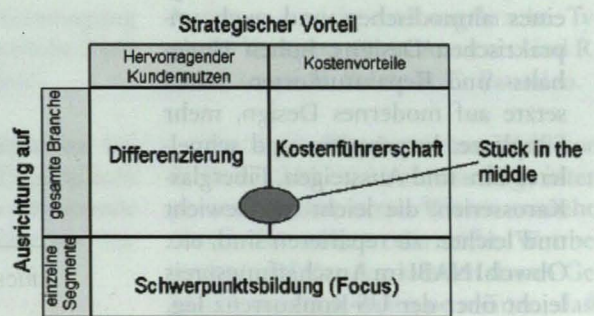 Strategischer Vorteil
Hervorragender
Kundennutzen
Kostenvorteile
Ausrichtung auf
gesamte Branche
Differenzierung
Kostenführerschaft
Stuck in the
middle
einzelne
Segmente
Schwerpunktsbildung (Focus)